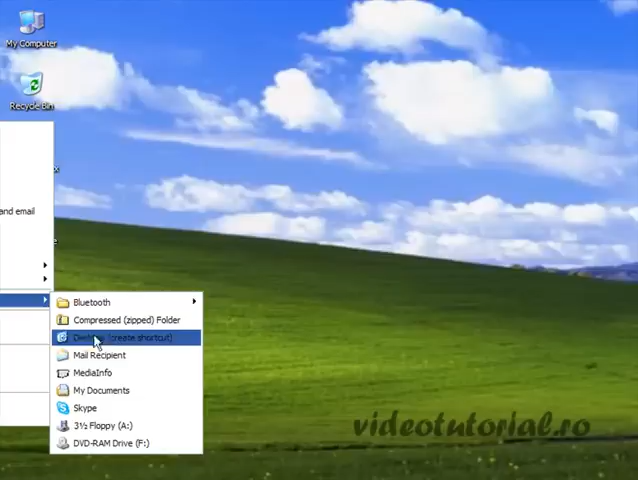 My Computer
Recycle Bin
and email
Bluetooth
Compressed (zipped) Folder
Desktop (create shortcut)
Mail Recipient
MediaInfo
My Documents
Skype
3½ Floppy (A:)
DVD-RAM Drive (F:)
videotutorial.ro